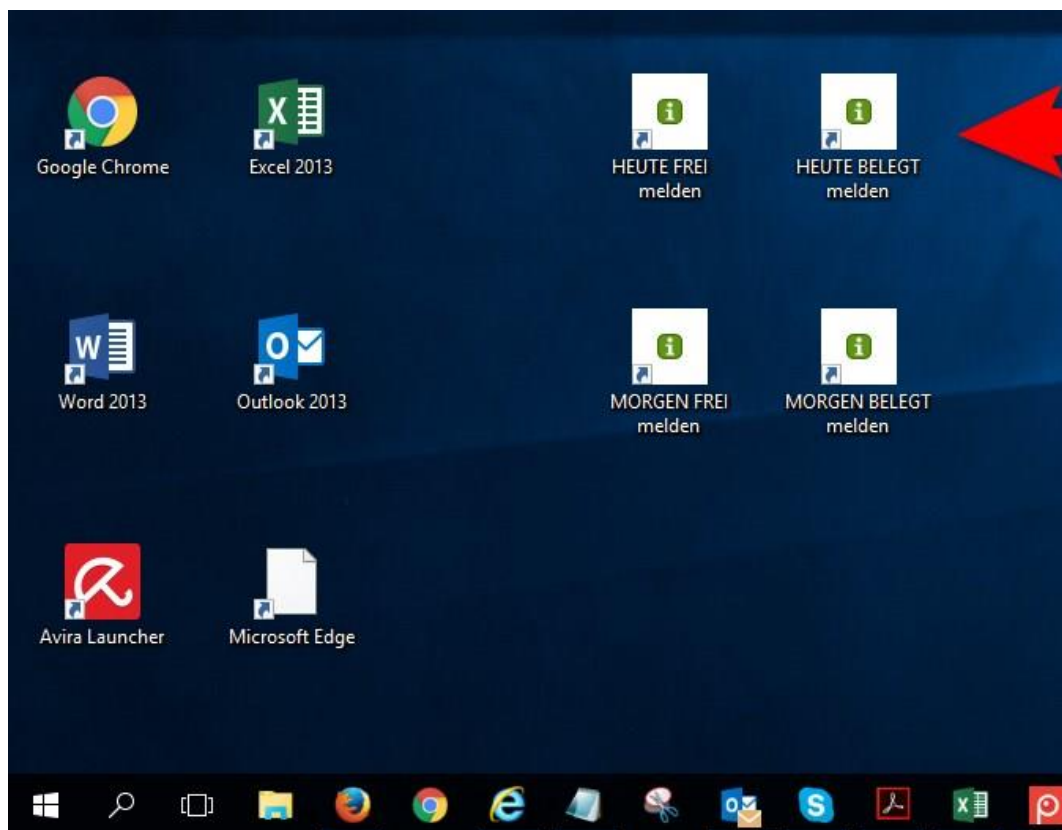 Google Chrome
Excel 2013
HEUTE FREI
melden
HEUTE BELEGT
melden
Word 2013
Outlook 2013
MORGEN FREI
melden
MORGEN BELEGT
melden
Avira Launcher
Microsoft Edge